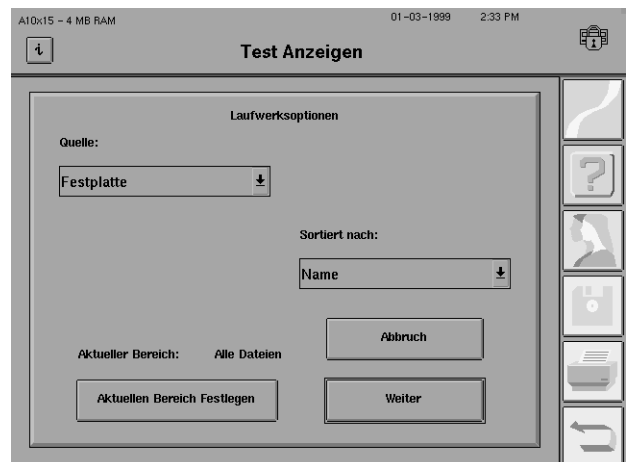 A10x15 – 4 MB RAM 01–03–1999 2:33 PM
i Test Anzeigen
Laufwerksoptionen
Quelle:
Festplatte
Sortiert nach:
Name
Abbruch
Aktueller Bereich: Alle Dateien
Aktuellen Bereich Festlegen Weiter
?